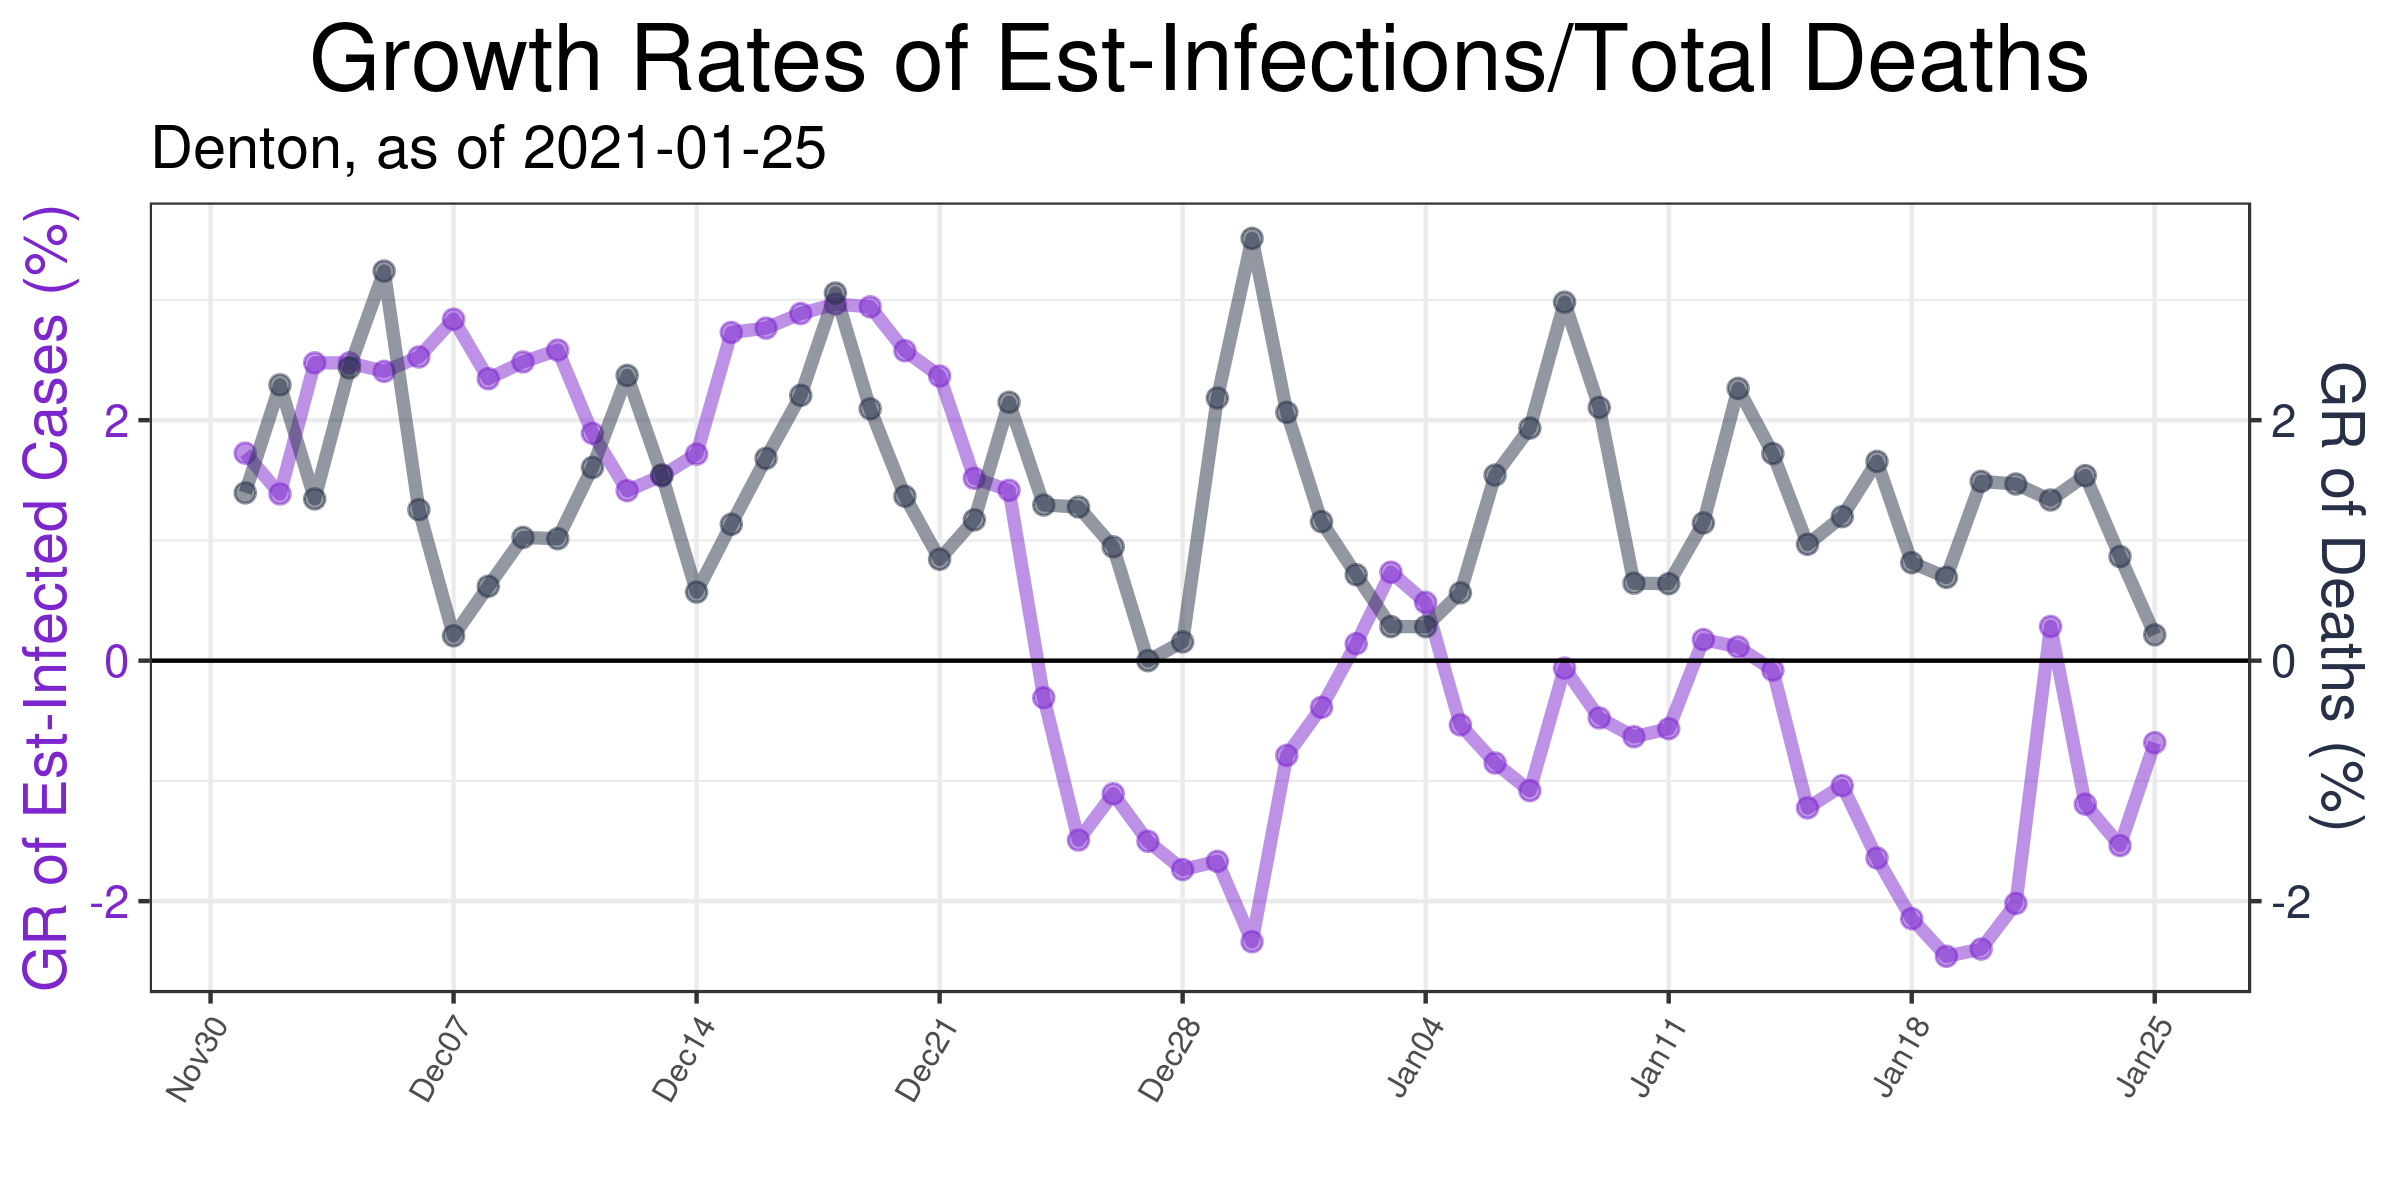 Growth Rates of Est-Infections/Total Deaths
Denton, as of 2021-01-25
GR of Est-Infected Cases (%)
2
0
-2
2
0
-2
GR of Deaths (%)
Nov30
Dec07
Dec14
Dec21
Dec28
Jan04
Jan11
Jan18
Jan25